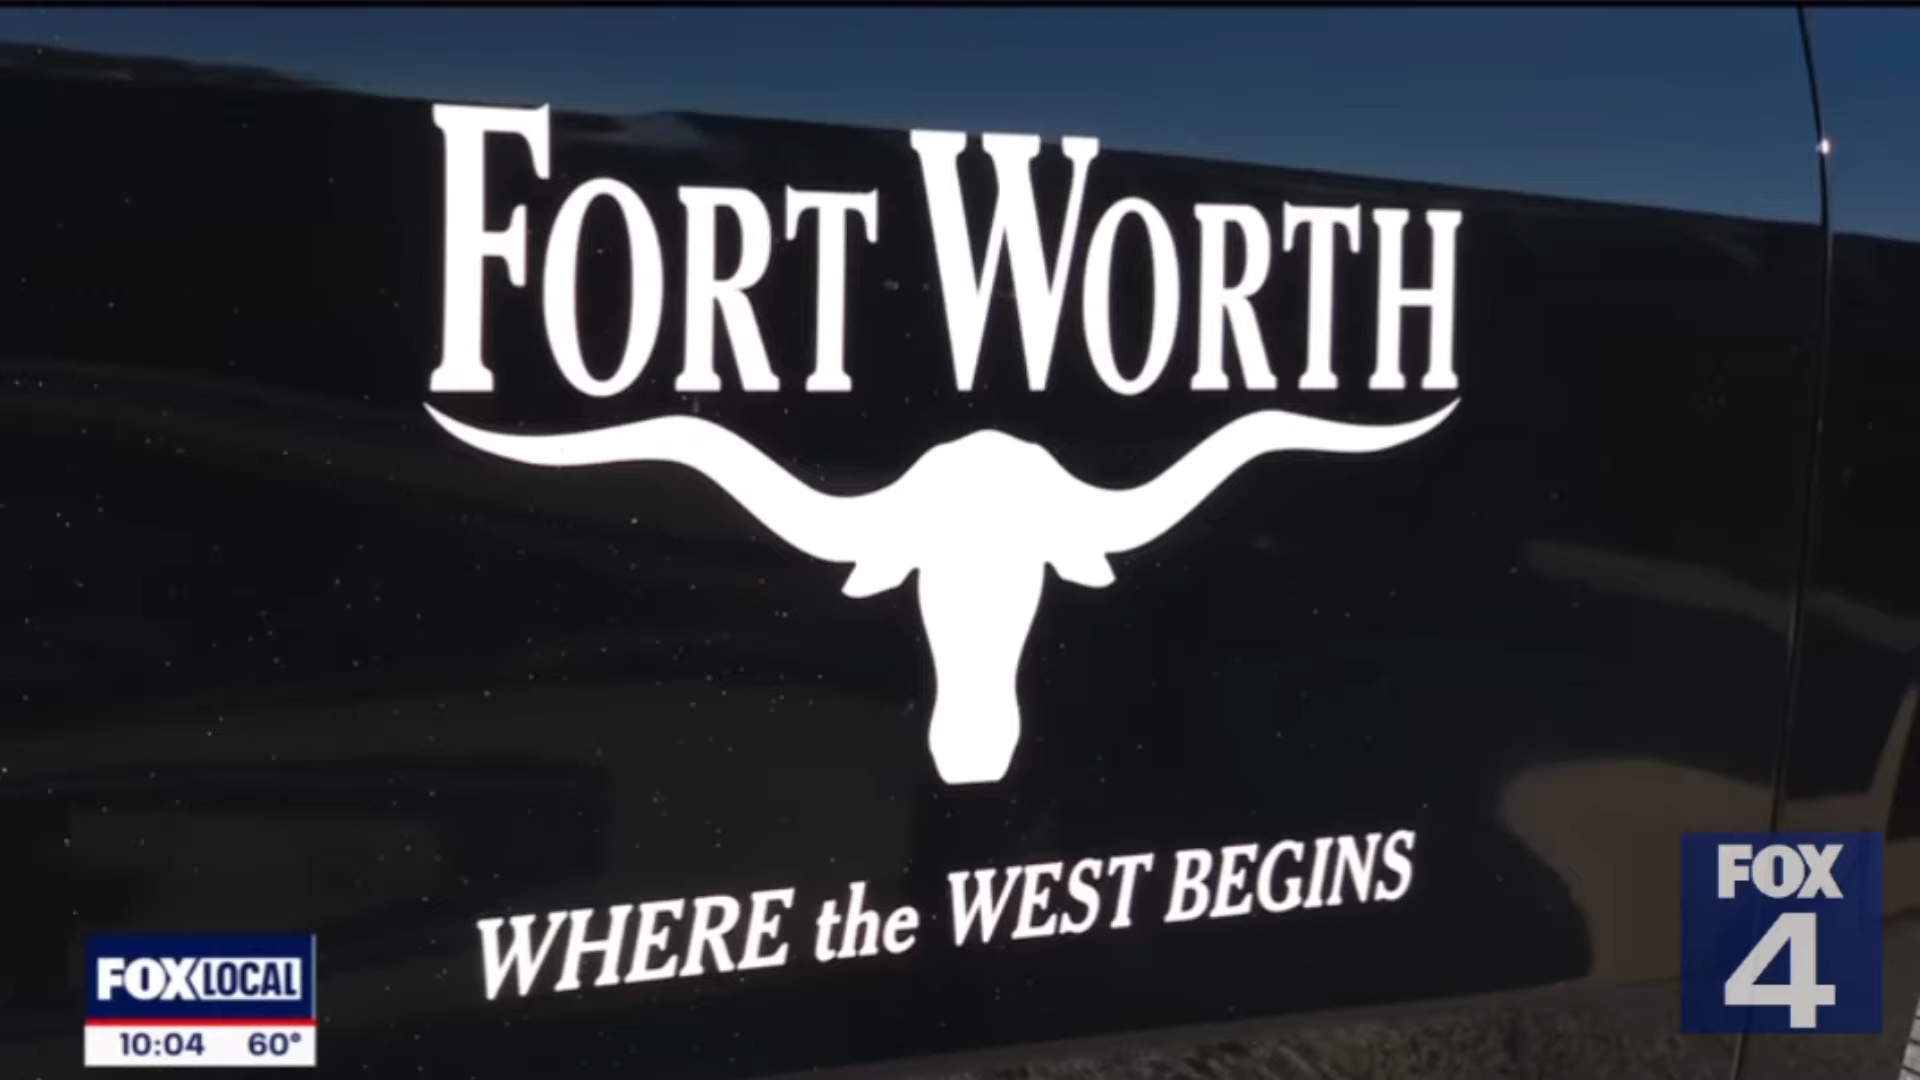 FORT WORTH
WHERE the WEST BEGINS
FOX LOCAL
10:04 60°
FOX
4